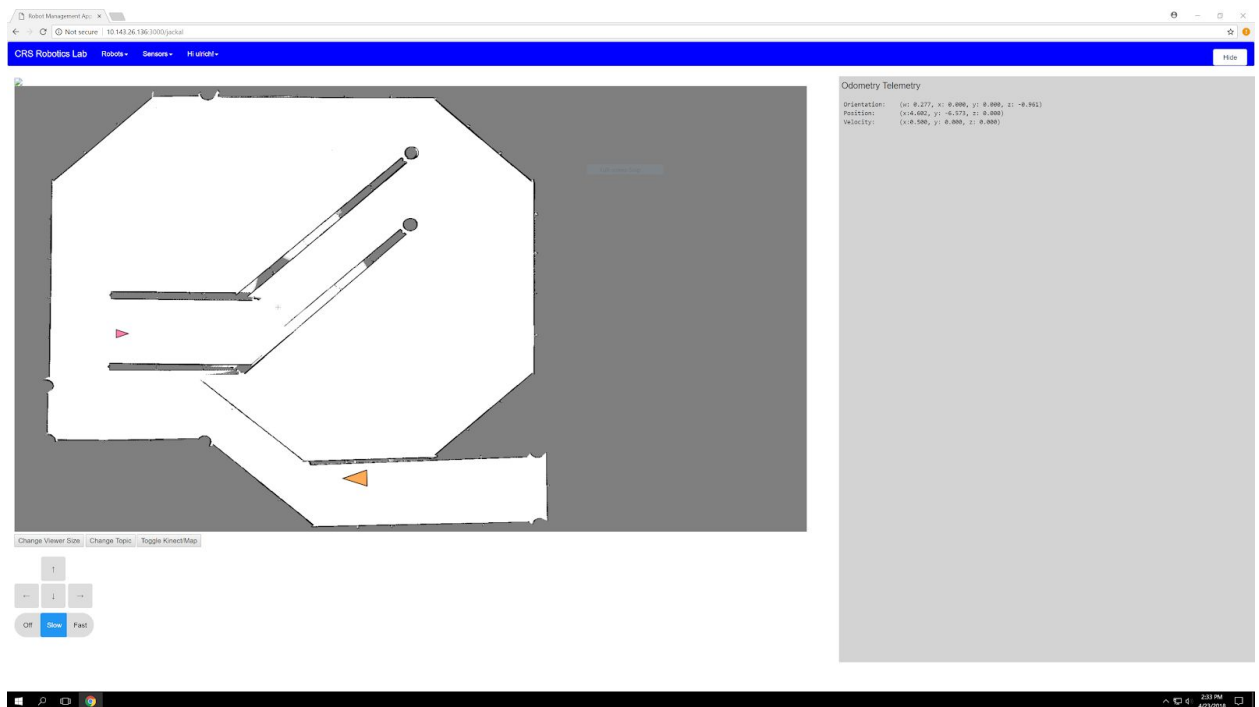 Robot Management App
Not secure | 10.143.26.136:3000/jackal
CRS Robotics Lab Robots Sensors Hi ulrich!
Hide
Odometry Telemetry
Orientation: (w: 0.277, x: 0.000, y: 0.000, z: -0.961)
Position: (x:4.602, y: -6.573, z: 0.000)
Velocity: (x:0.500, y: 0.000, z: 0.000)
Change Viewer Size Change Topic Toggle Kinect/Map
↑
← ↓ →
Off Slow Fast
2:33 PM
4/23/2018